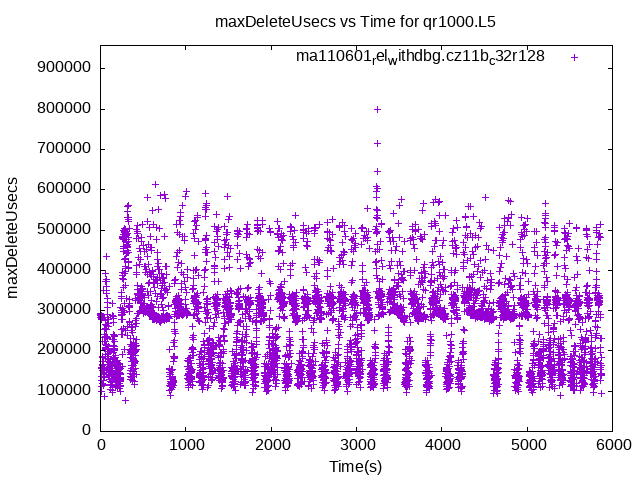 maxDeleteUsecs vs Time for qr1000.L5
ma110601relwithdbg.cz11bc32r128
900000
800000
700000
600000
500000
400000
300000
200000
100000
0
maxDeleteUsecs
0 1000 2000 3000 4000 5000 6000
Time(s)